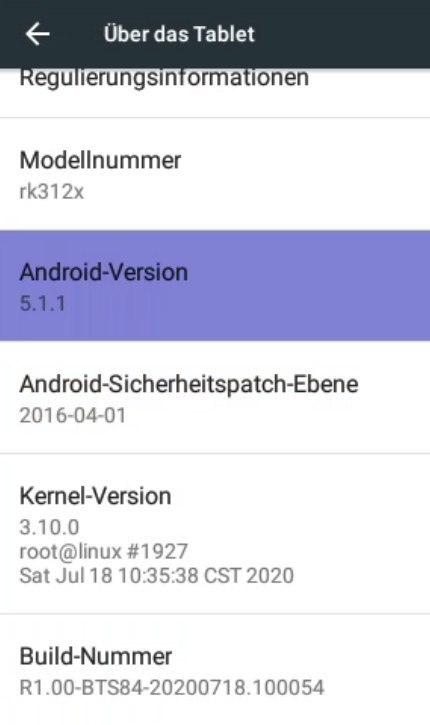 Über das Tablet
Regulierungsinformationen
Modellnummer
rk312x
Android-Version
5.1.1
Android-Sicherheitspatch-Ebene
2016-04-01
Kernel-Version
3.10.0
root@linux #1927
Sat Jul 18 10:35:38 CST 2020
Build-Nummer
R1.00-BTS84-20200718.100054